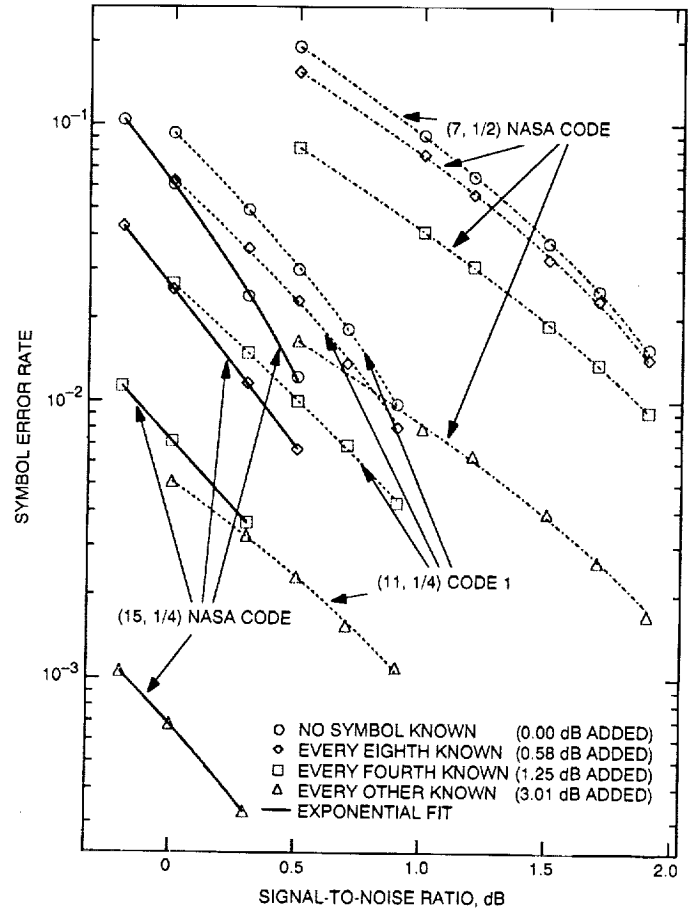 10⁻¹
10⁻²
10⁻³
SYMBOL ERROR RATE
(7, 1/2) NASA CODE
(11, 1/4) CODE 1
(15, 1/4) NASA CODE
NO SYMBOL KNOWN (0.00 dB ADDED)
EVERY EIGHTH KNOWN (0.58 dB ADDED)
EVERY FOURTH KNOWN (1.25 dB ADDED)
EVERY OTHER KNOWN (3.01 dB ADDED)
EXPONENTIAL FIT
0 0.5 1.0 1.5 2.0
SIGNAL-TO-NOISE RATIO, dB